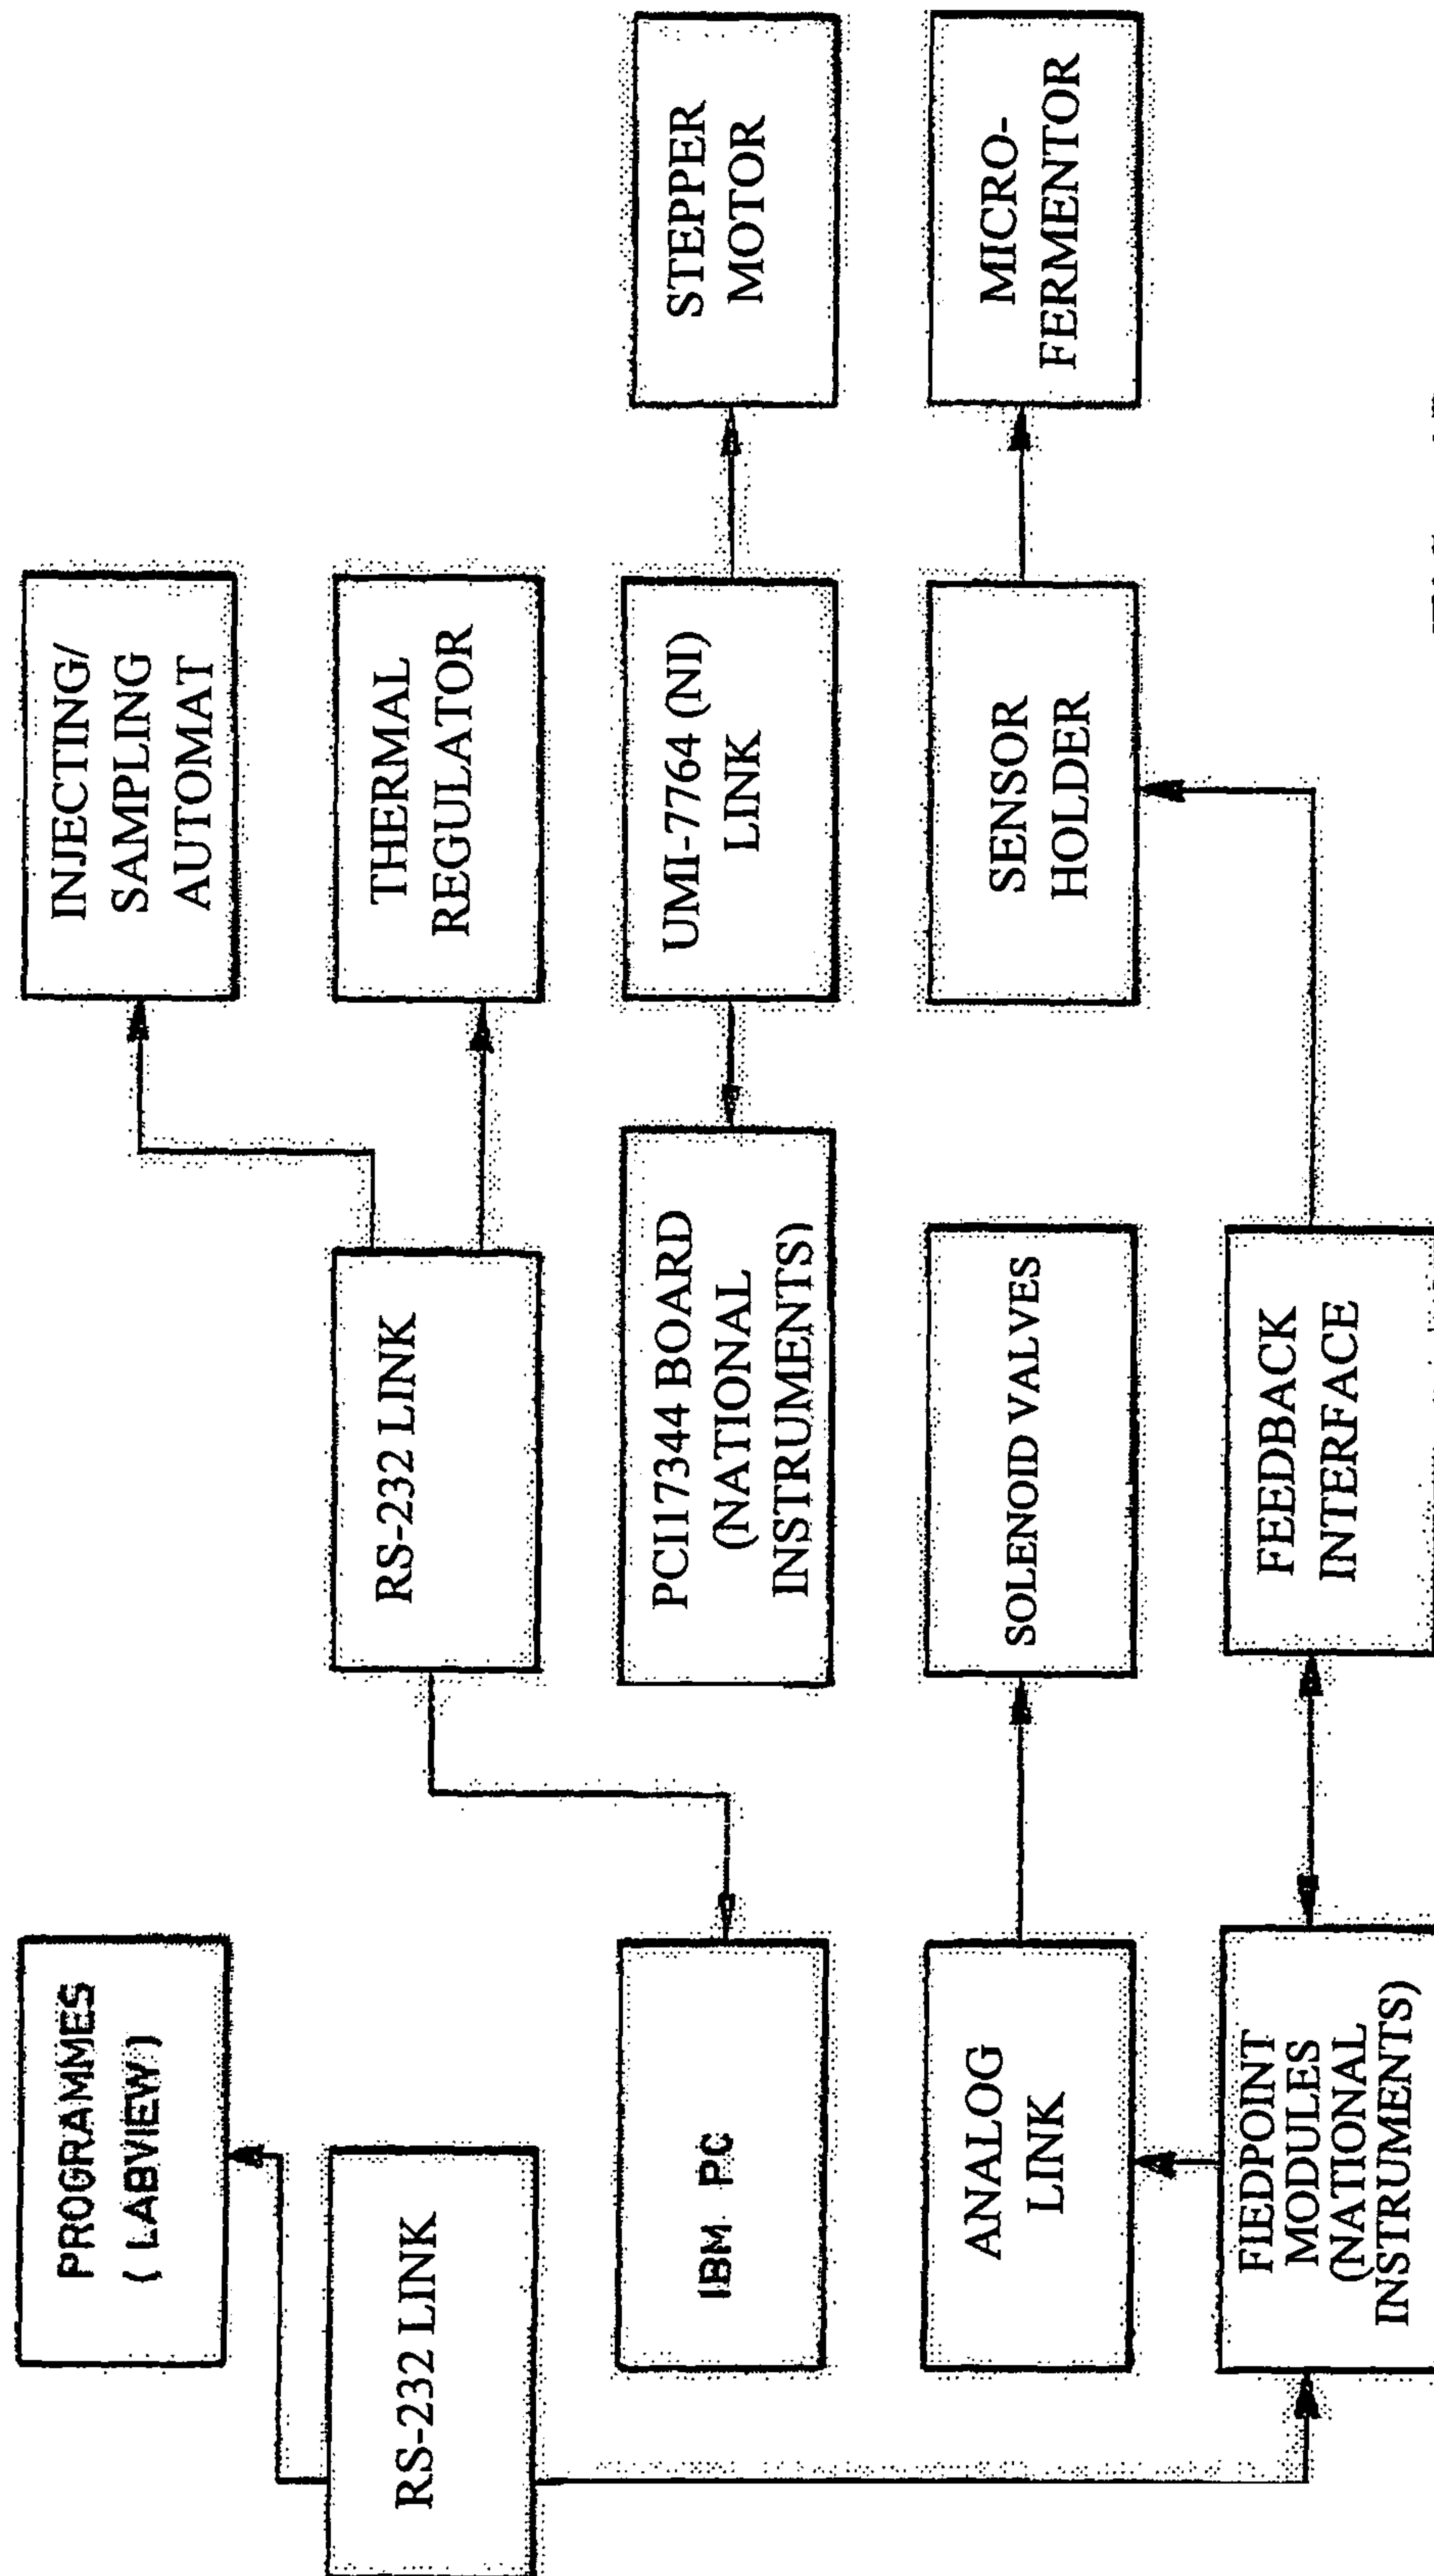 PROGRAMMES
( LABVIEW )
INJECTING/
SAMPLING
AUTOMAT
RS-232 LINK
RS-232 LINK
THERMAL
REGULATOR
IBM PC
PCI17344 BOARD
(NATIONAL
INSTRUMENTS)
UMI-7764 (NI)
LINK
STEPPER
MOTOR
ANALOG
LINK
SOLENOID VALVES
SENSOR
HOLDER
MICRO-
FERMENTOR
FIEDPOINT
MODULES
(NATIONAL
INSTRUMENTS)
FEEDBACK
INTERFACE